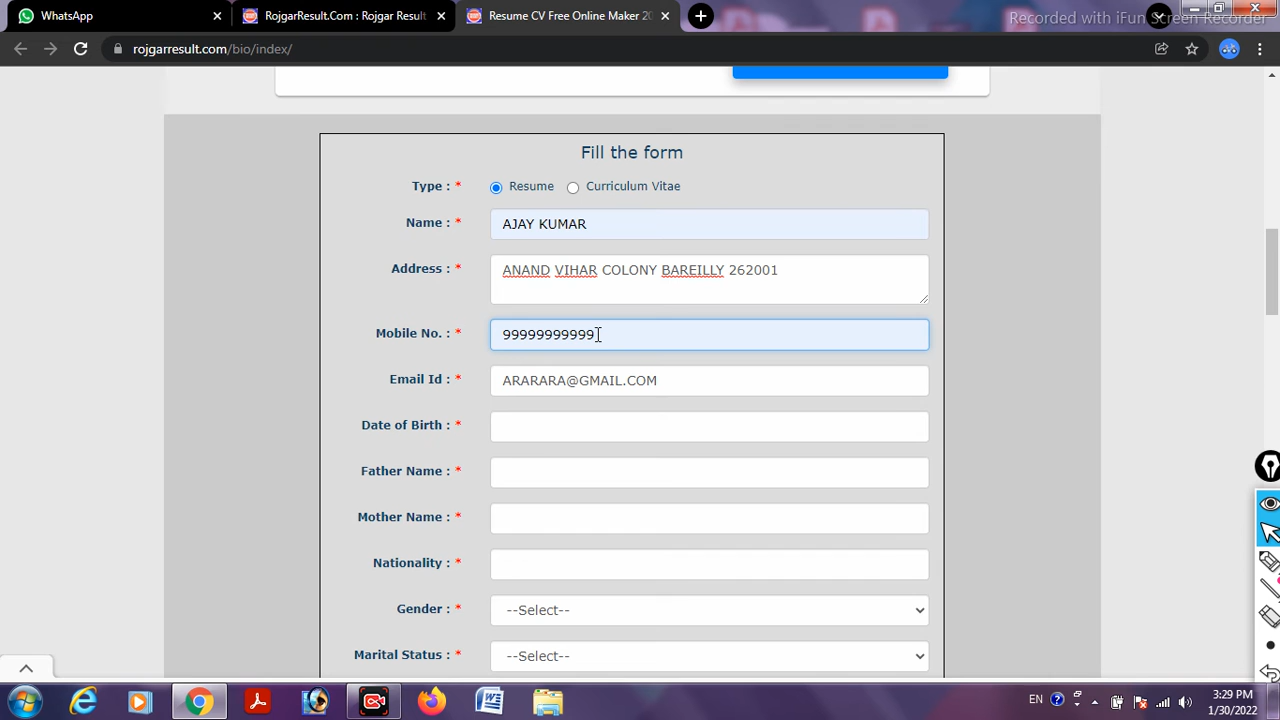 WhatsApp
RojgarResult.Com : Rojgar Result
Resume CV Free Online Maker 20
Recorded with iFun Screen Recorder
rojgarresult.com/bio/index/
Fill the form
Type : * Resume Curriculum Vitae
Name : * AJAY KUMAR
Address : * ANAND VIHAR COLONY BAREILLY 262001
Mobile No. : * 99999999999
Email Id : * ARARARA@GMAIL.COM
Date of Birth : *
Father Name : *
Mother Name : *
Nationality : *
Gender : * --Select--
Marital Status : * --Select--
EN
3:29 PM
1/30/2022